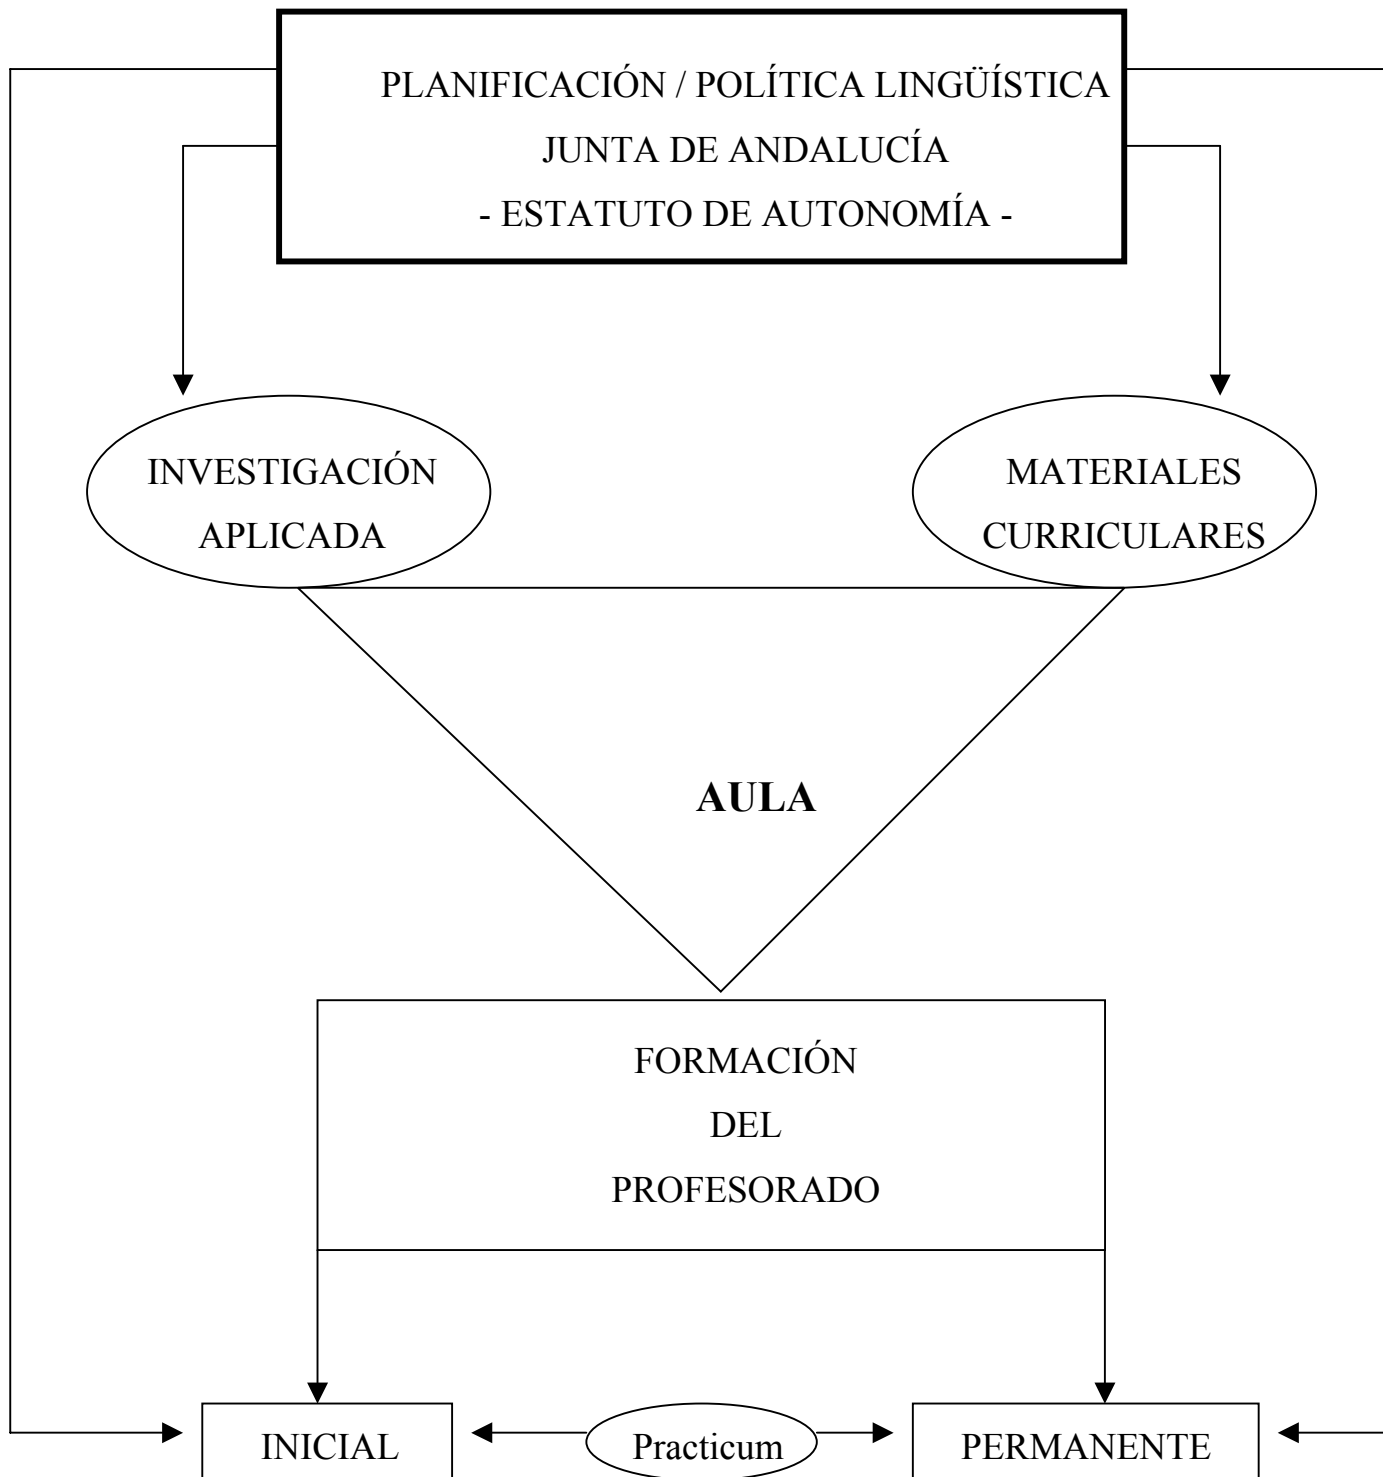 PLANIFICACIÓN / POLÍTICA LINGÜÍSTICA
JUNTA DE ANDALUCÍA
- ESTATUTO DE AUTONOMÍA -
INVESTIGACIÓN
APLICADA
MATERIALES
CURRICULARES
AULA
FORMACIÓN
DEL
PROFESORADO
INICIAL
Practicum
PERMANENTE